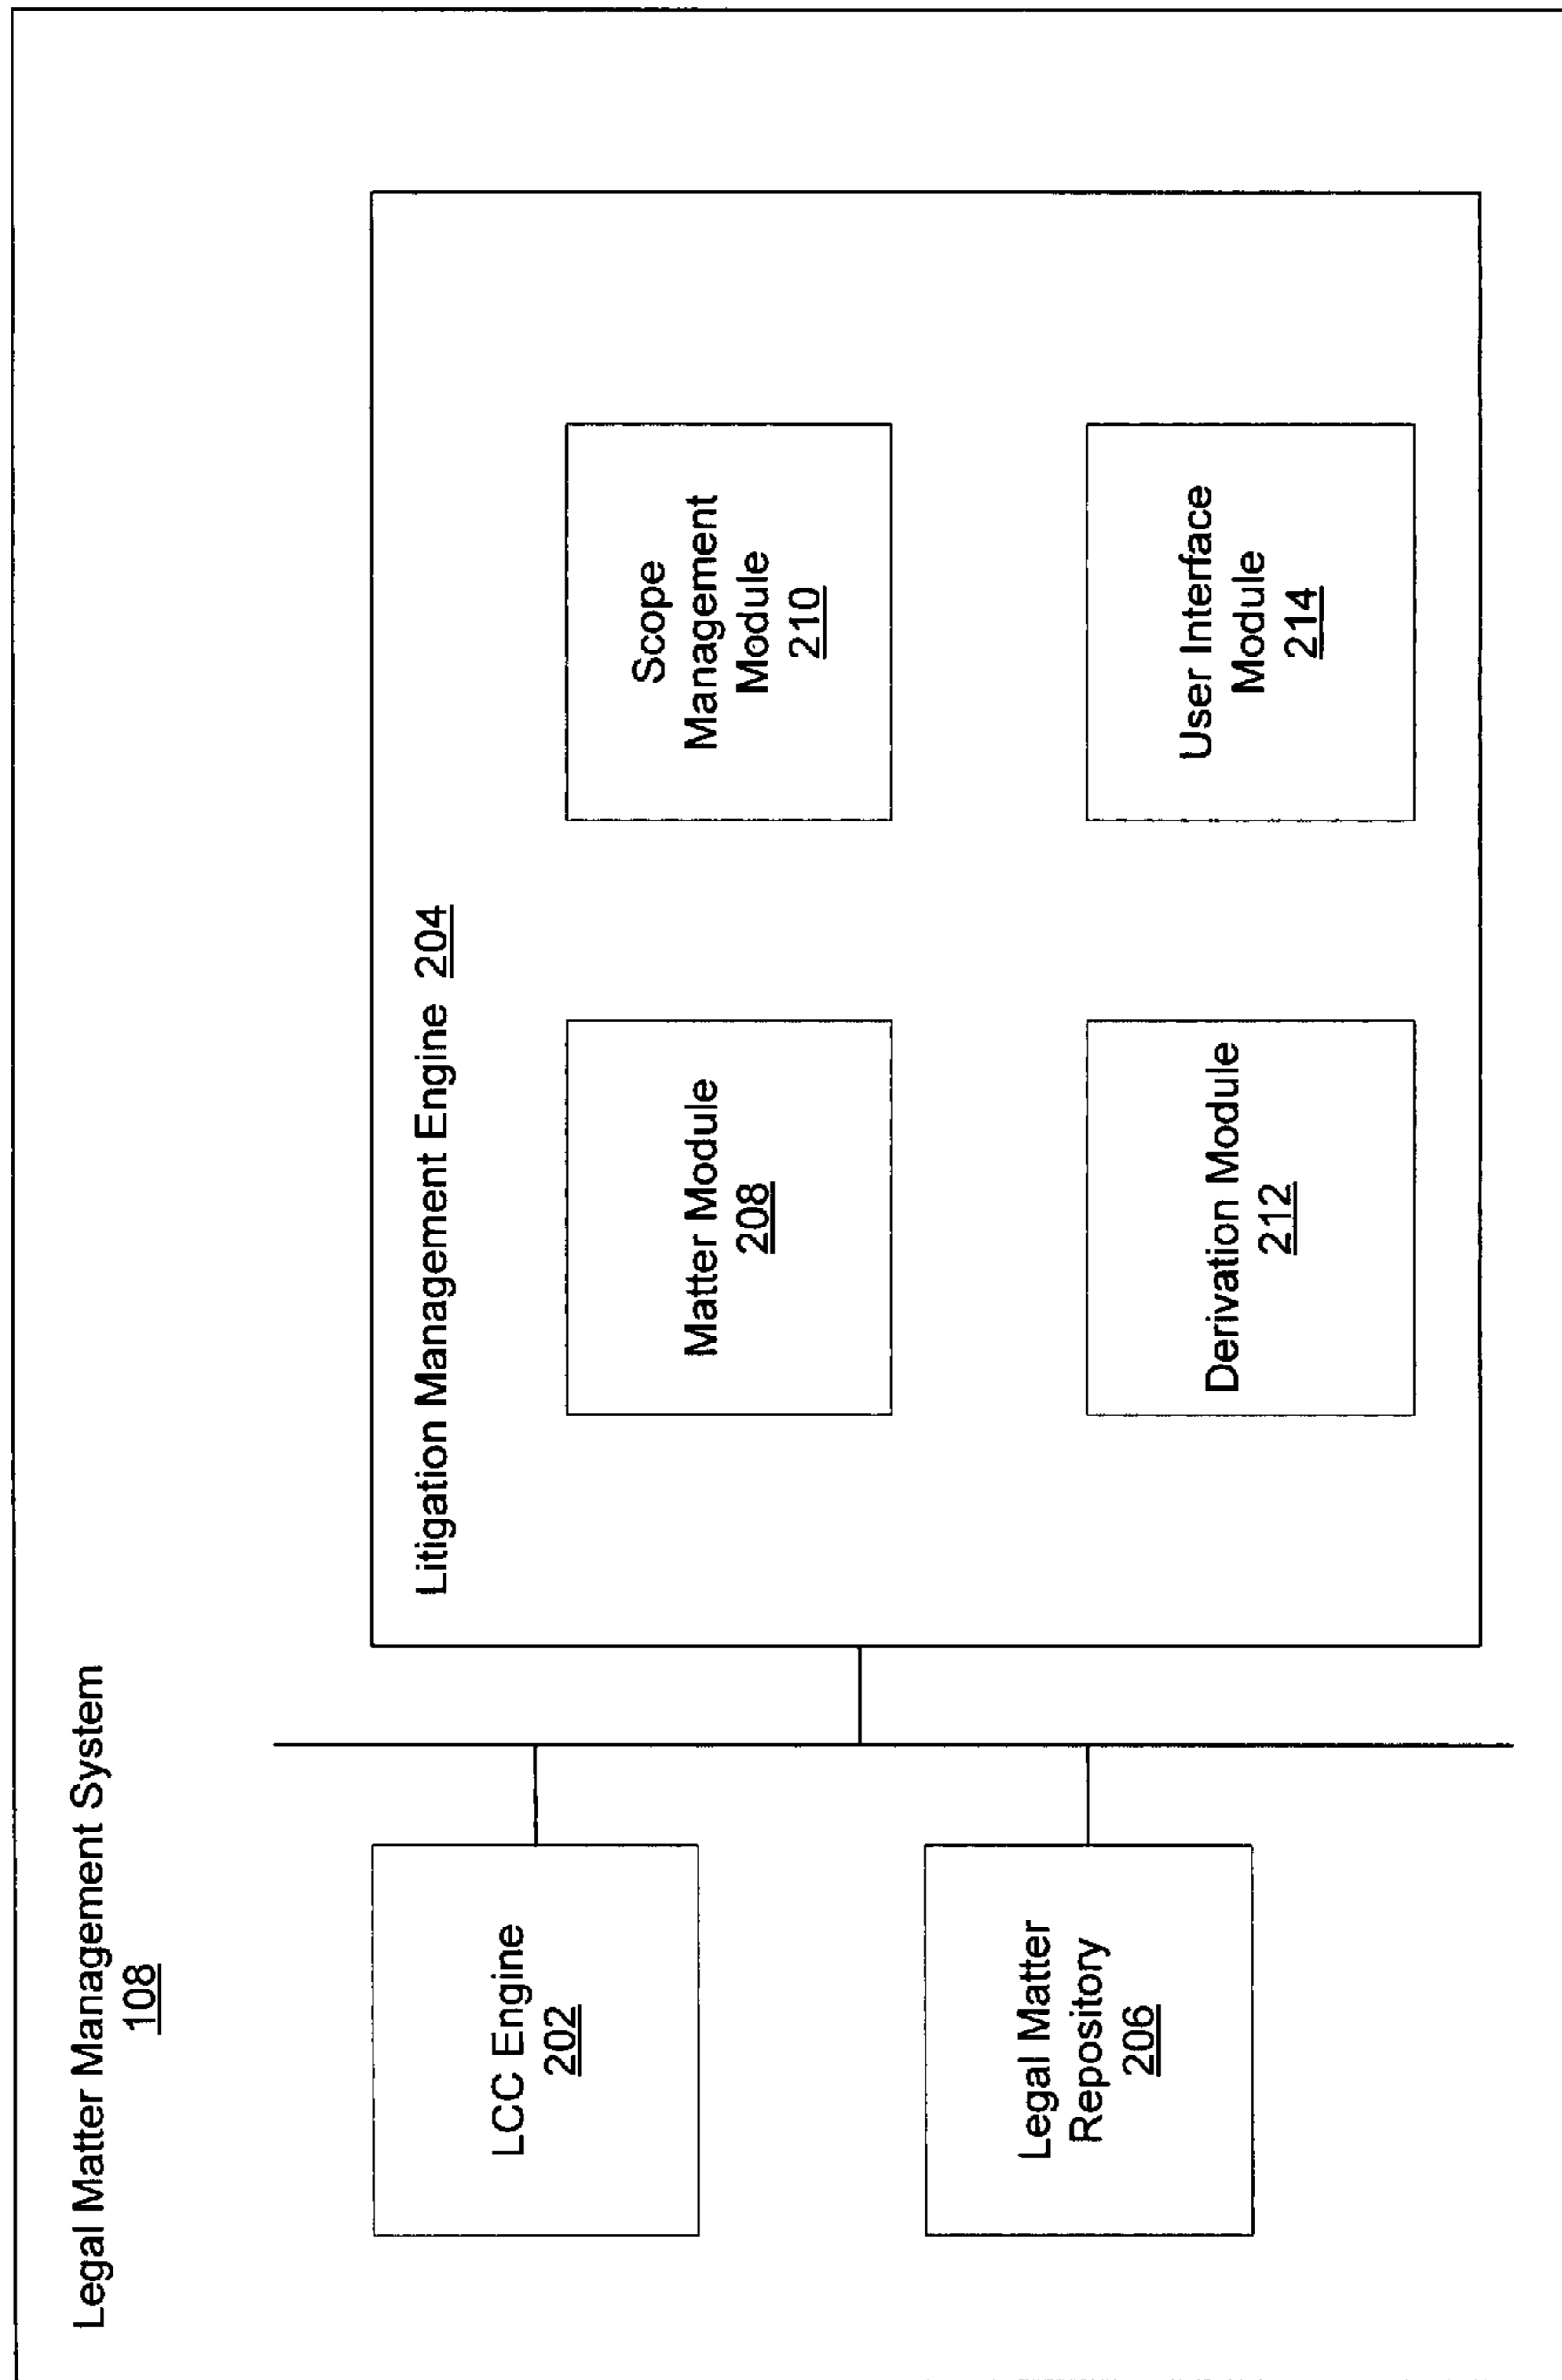 Legal Matter Management System
108
LCC Engine
202
Legal Matter
Repository
206
Litigation Management Engine 204
Matter Module
208
Scope
Management
Module
210
Derivation Module
212
User Interface
Module
214